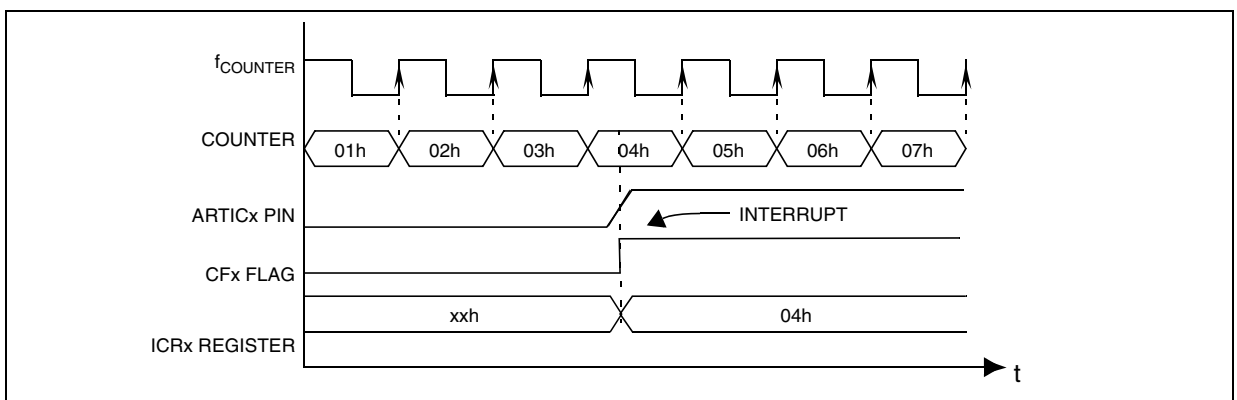 fCOUNTER
COUNTER
01h 02h 03h 04h 05h 06h 07h
ARTICx PIN
INTERRUPT
CFx FLAG
xxh 04h
ICRx REGISTER
t